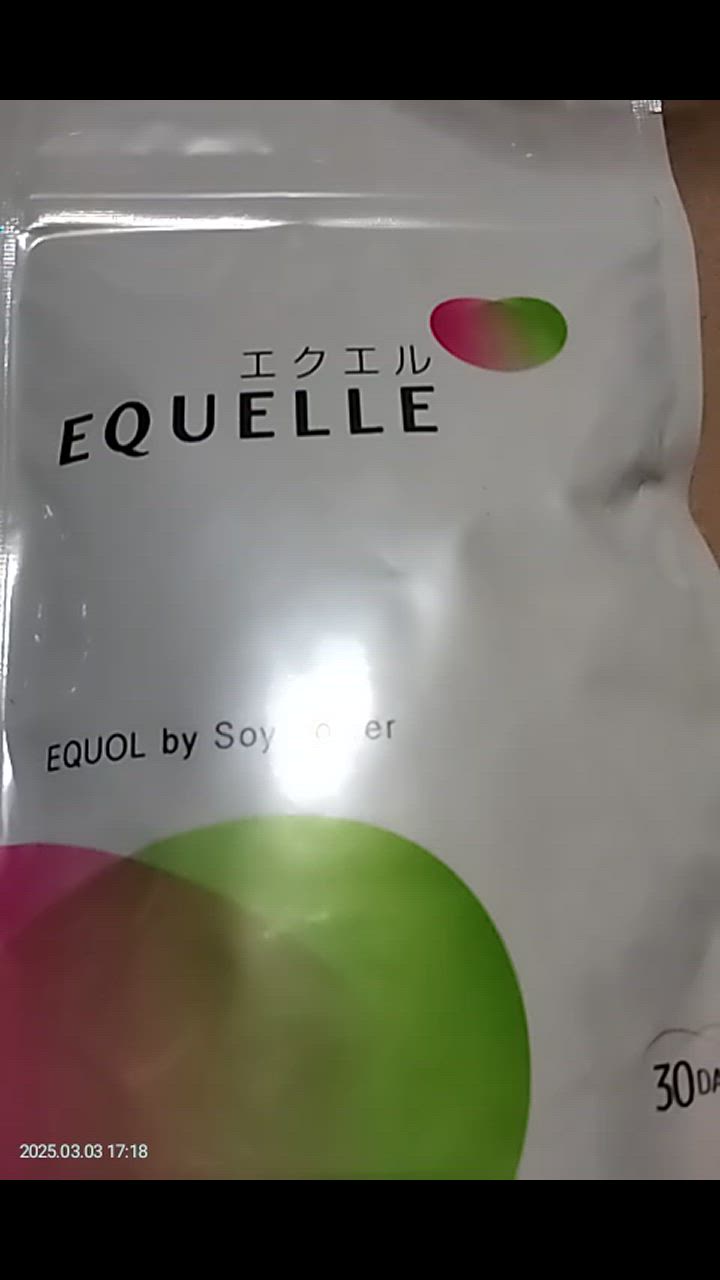 エクエル
EQUELLE
EQUOL by Soy
30
2025.03.03 17:18